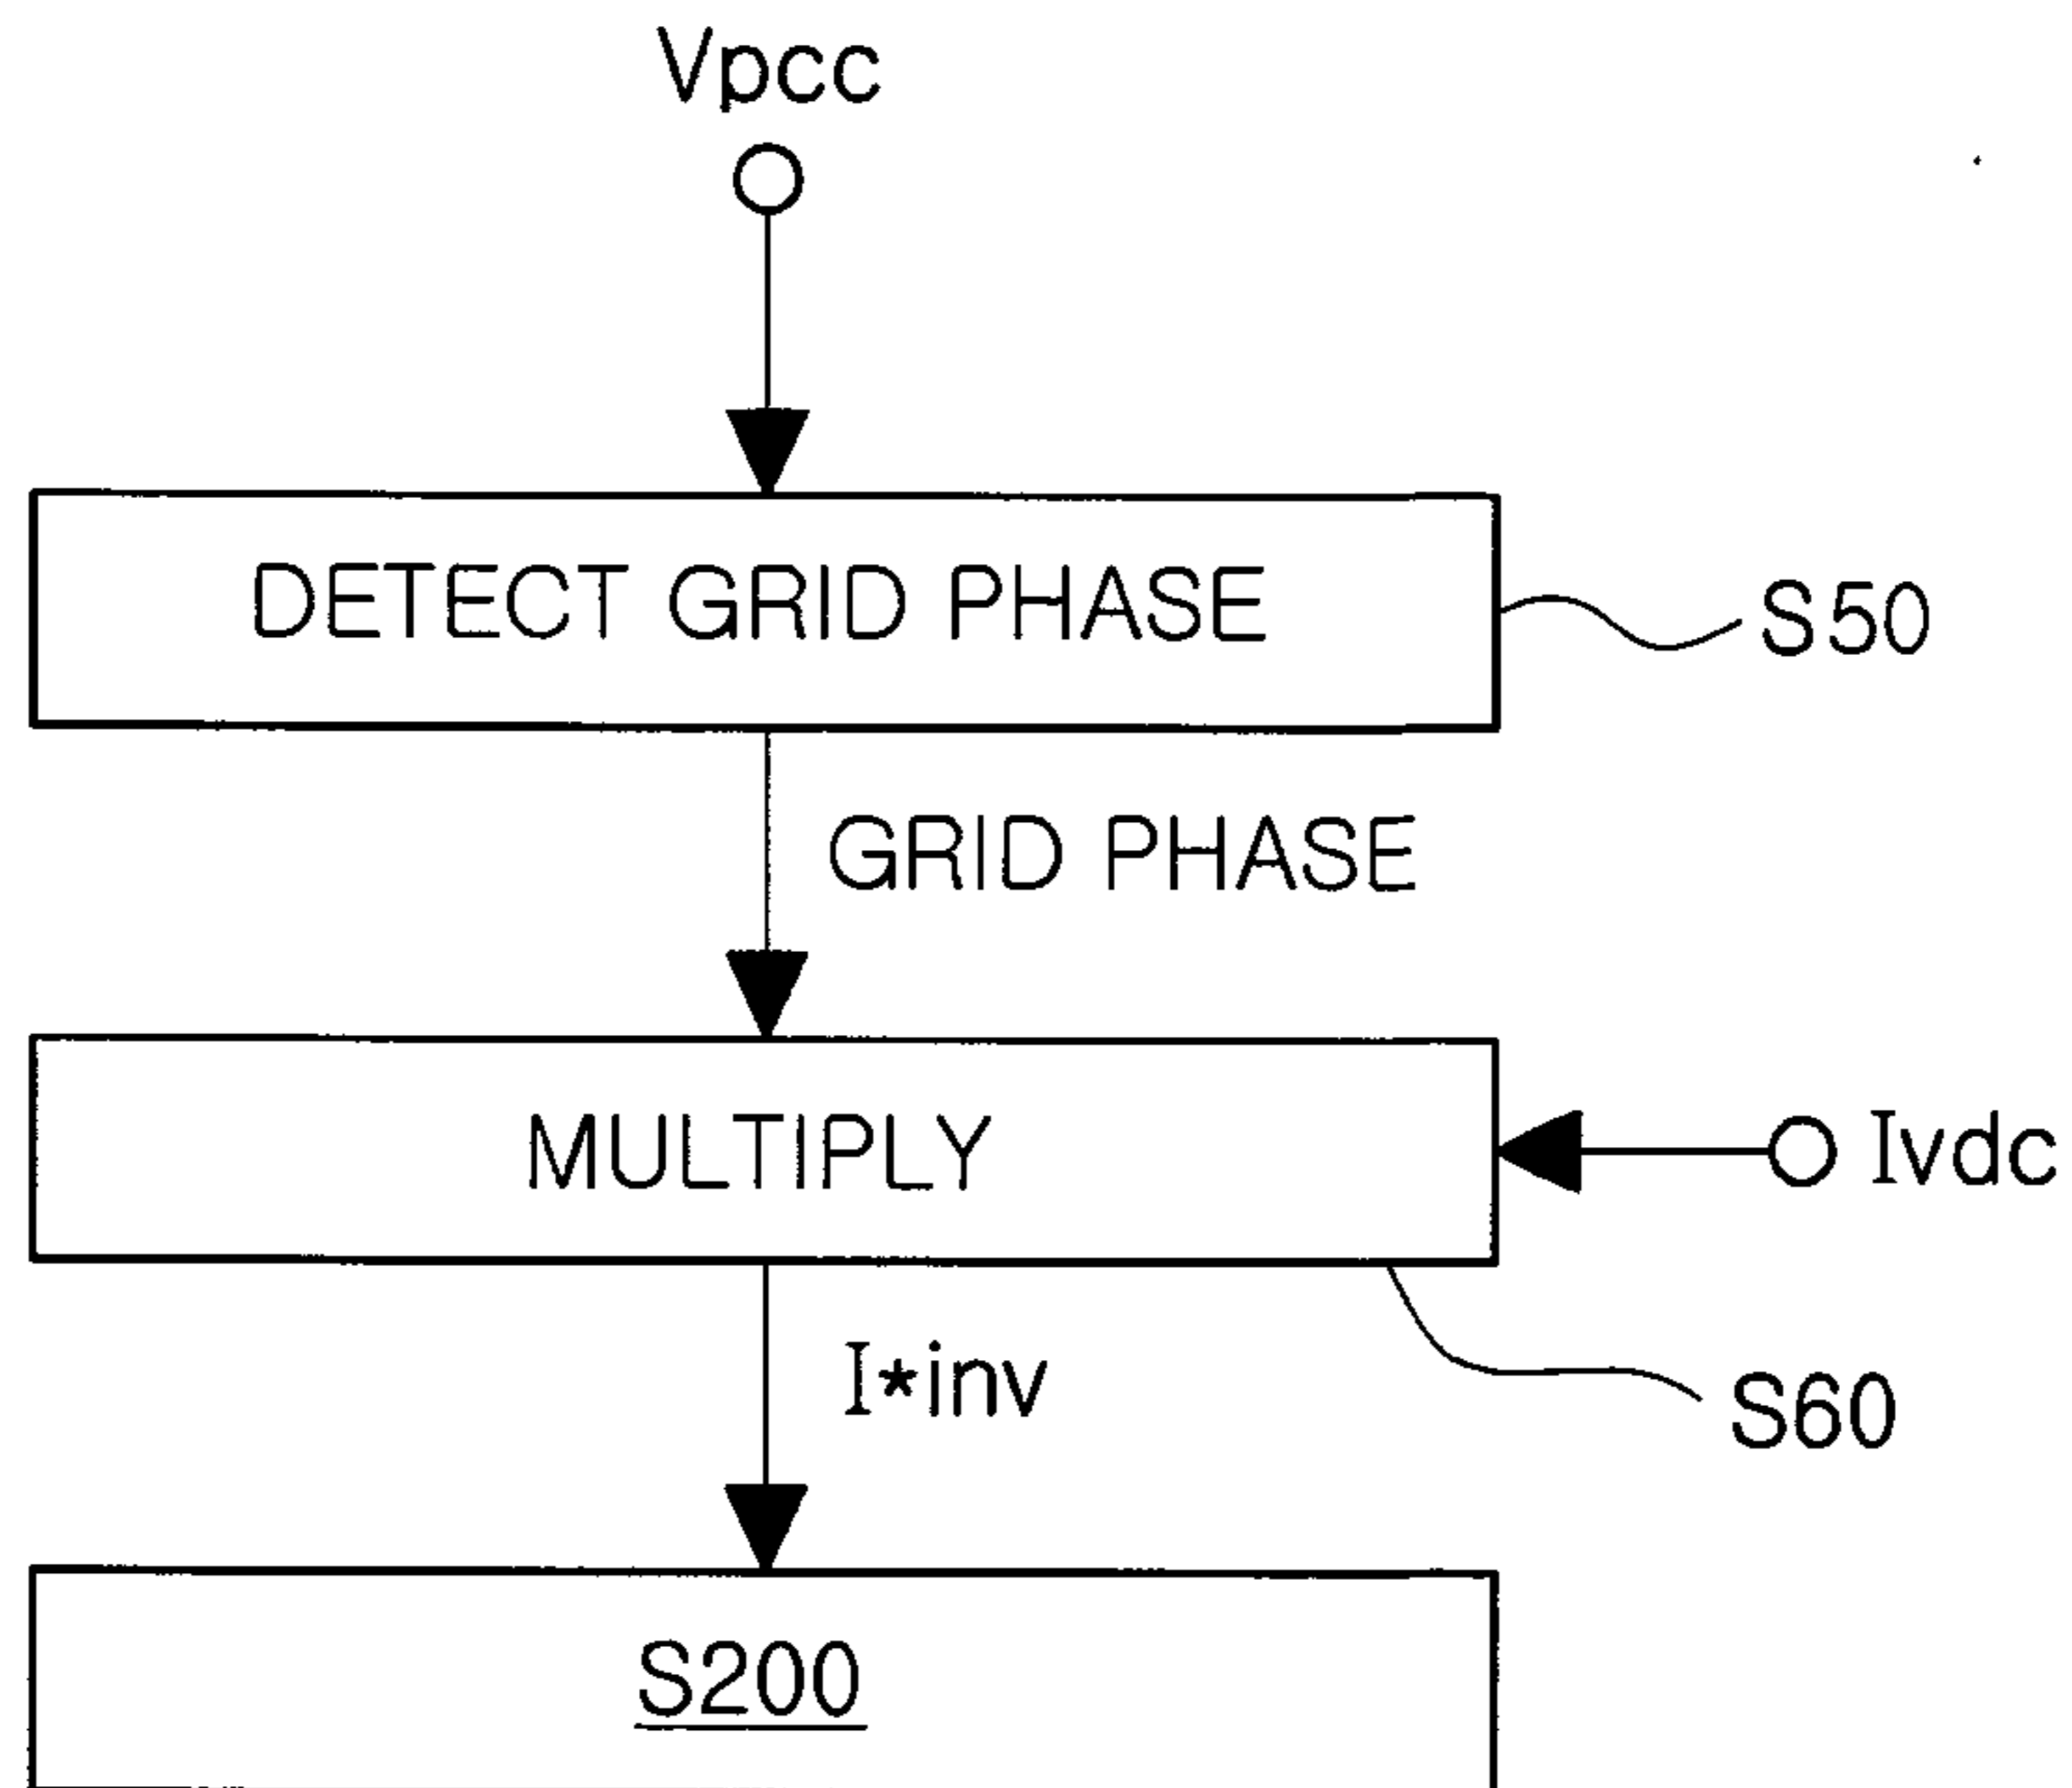 Vpcc
DETECT GRID PHASE
S50
GRID PHASE
MULTIPLY
Ivdc
I*inv
S60
S200